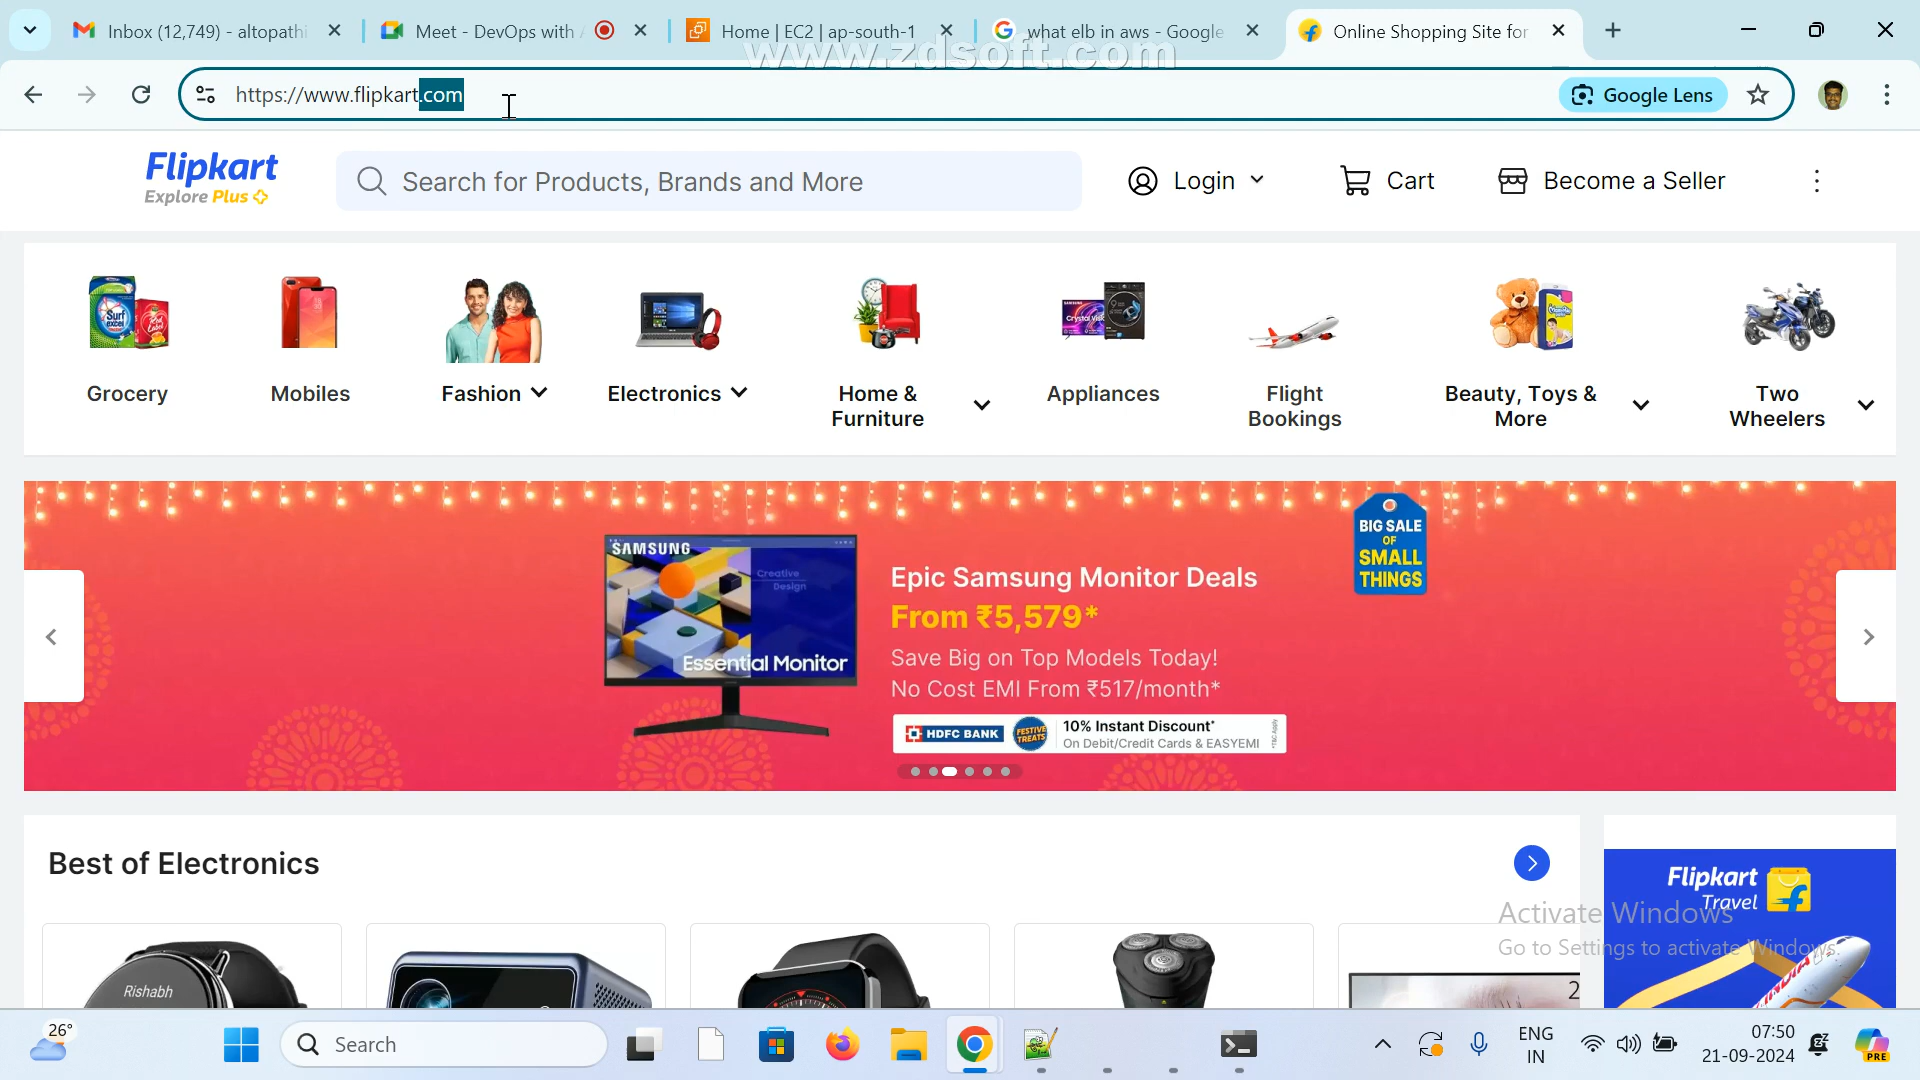 Inbox (12,749) - altopathi
Meet - DevOps with
Home | EC2 | ap-south-1
what elb in aws - Google
Online Shopping Site for
www.zdsoft.com
https://www.flipkart.com
Google Lens
Flipkart
Explore Plus
Search for Products, Brands and More
Login
Cart
Become a Seller
Grocery
Mobiles
Fashion
Electronics
Home &
Furniture
Appliances
Flight
Bookings
Beauty, Toys &
More
Two
Wheelers
SAMSUNG
Creative
Design
Essential Monitor
Epic Samsung Monitor Deals
From ₹5,579*
Save Big on Top Models Today!
No Cost EMI From ₹517/month*
HDFC BANK
FESTIVE
TREATS
10% Instant Discount*
On Debit/Credit Cards & EASYEMI
*T&C Apply
BIG SALE
OF
SMALL
THINGS
Best of Electronics
Rishabh
2
Flipkart
Travel
Activate Windows
Go to Settings to activate Windows.
26°
Search
ENG
IN
07:50
21-09-2024
PRE